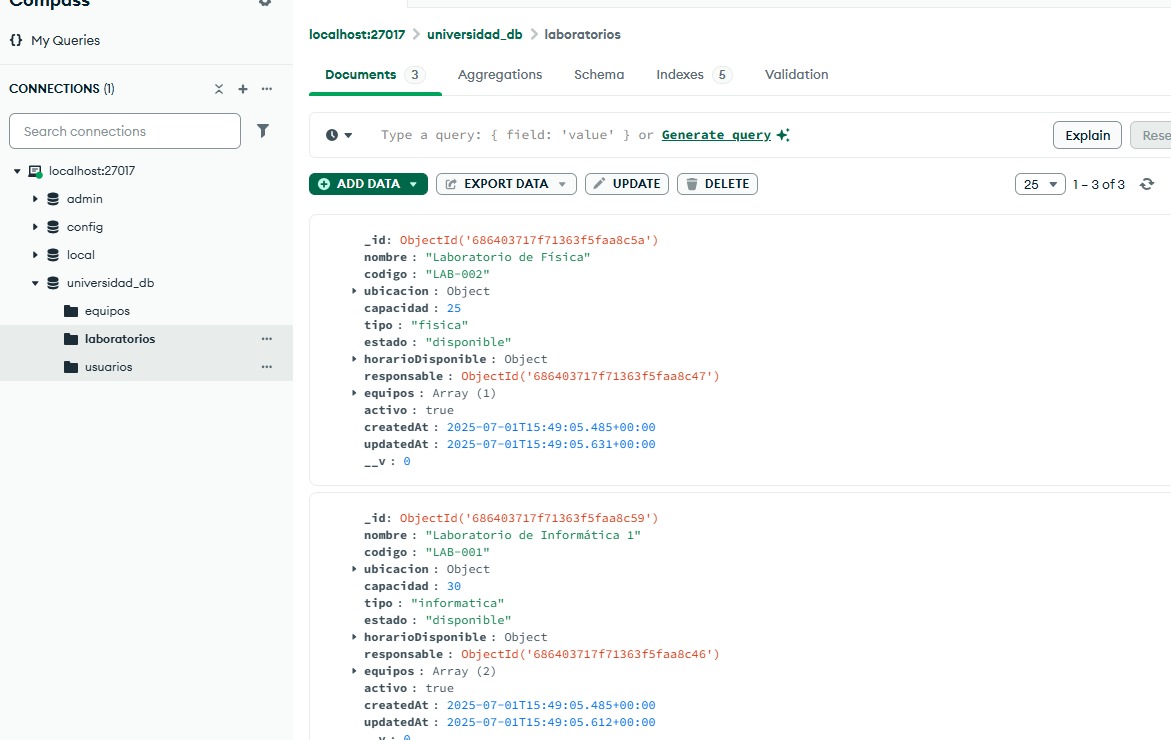 Compass
My Queries
CONNECTIONS (1)
Search connections
localhost:27017
admin
config
local
universidad_db
equipos
laboratorios
usuarios
localhost:27017 > universidad_db > laboratorios
Documents 3 Aggregations Schema Indexes 5 Validation
Type a query: { field: 'value' } or Generate query
Explain Rese
ADD DATA EXPORT DATA UPDATE DELETE 25 1 – 3 of 3
_id: ObjectId('686403717f71363f5faa8c5a')
nombre : "Laboratorio de Física"
codigo : "LAB-002"
ubicacion : Object
capacidad : 25
tipo : "fisica"
estado : "disponible"
horarioDisponible : Object
responsable : ObjectId('686403717f71363f5faa8c47')
equipos : Array (1)
activo : true
createdAt : 2025-07-01T15:49:05.485+00:00
updatedAt : 2025-07-01T15:49:05.631+00:00
__v : 0
_id: ObjectId('686403717f71363f5faa8c59')
nombre : "Laboratorio de Informática 1"
codigo : "LAB-001"
ubicacion : Object
capacidad : 30
tipo : "informatica"
estado : "disponible"
horarioDisponible : Object
responsable : ObjectId('686403717f71363f5faa8c46')
equipos : Array (2)
activo : true
createdAt : 2025-07-01T15:49:05.485+00:00
updatedAt : 2025-07-01T15:49:05.612+00:00
__v : 0